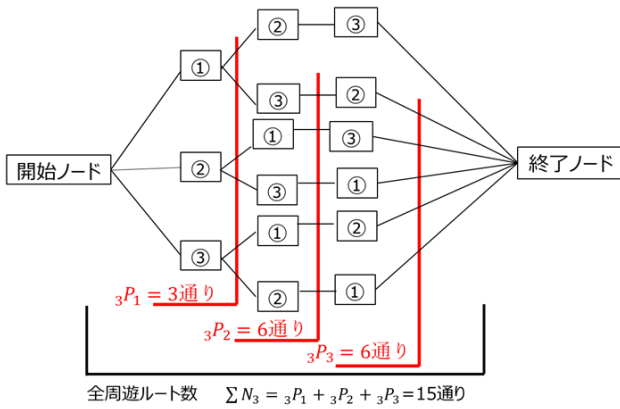 ② ③
①
③ ②
① ③
開始ノード ② 終了ノード
③ ①
① ②
③
② ①
₃P₁ = 3通り
₃P₂ = 6通り
₃P₃ = 6通り
全周遊ルート数 ∑ N₃ = ₃P₁ + ₃P₂ + ₃P₃ =15通り